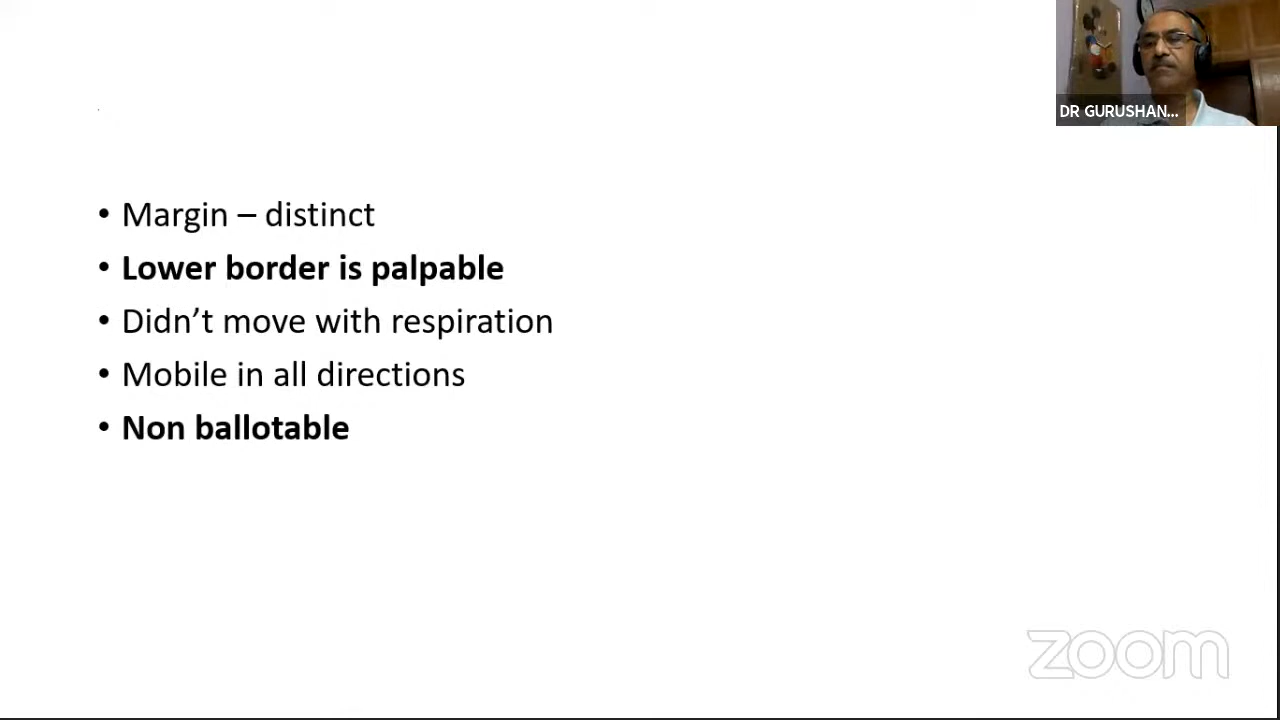 DR GURUSHAN...
• Margin – distinct
• Lower border is palpable
• Didn’t move with respiration
• Mobile in all directions
• Non ballotable
zoom